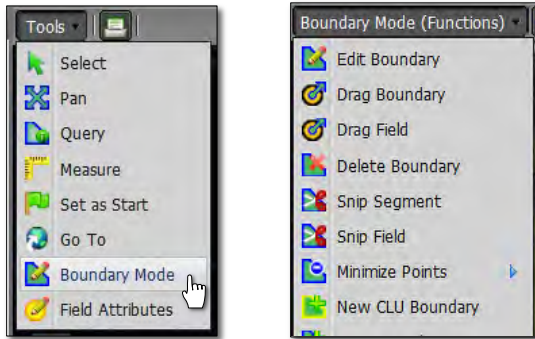 Tools
Select
Pan
Query
Measure
Set as Start
Go To
Boundary Mode
Field Attributes
Boundary Mode (Functions)
Edit Boundary
Drag Boundary
Drag Field
Delete Boundary
Snip Segment
Snip Field
Minimize Points
New CLU Boundary